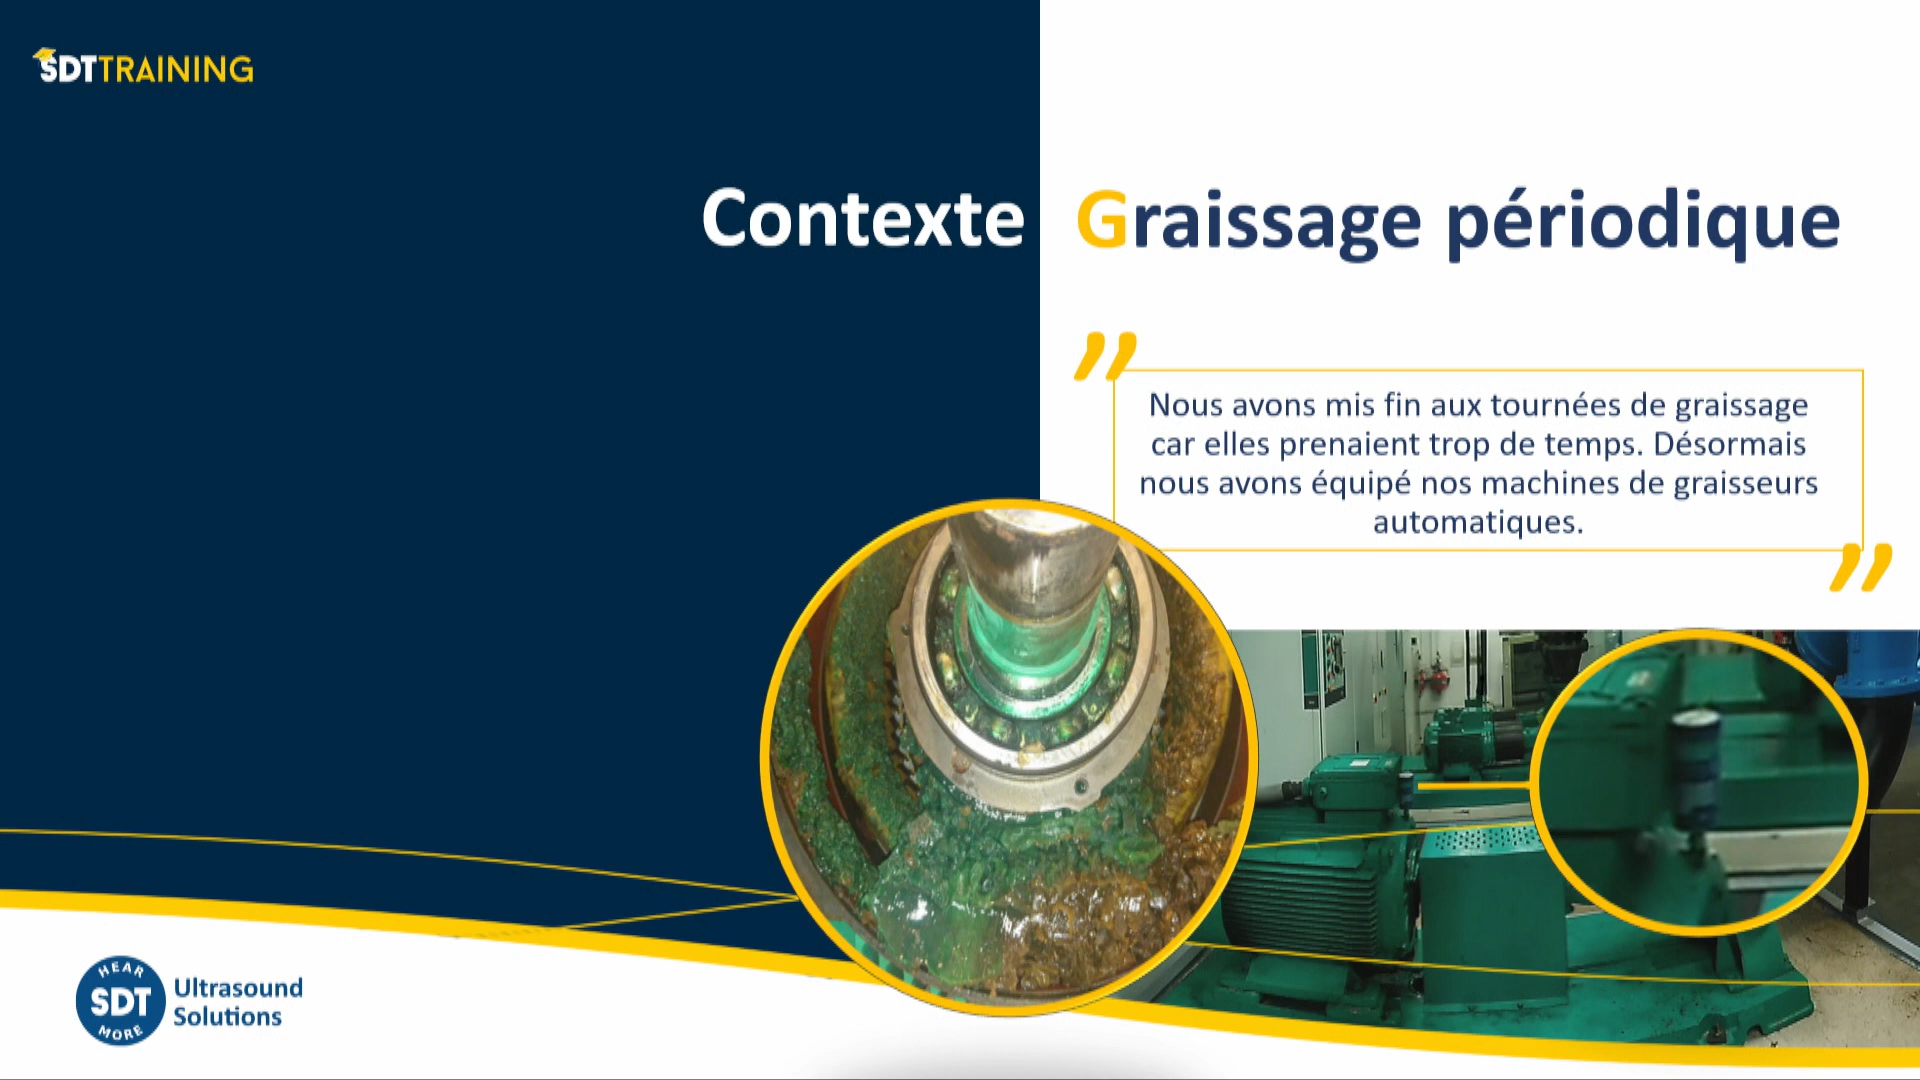 SDTTRAINING
Contexte Graissage périodique
”
Nous avons mis fin aux tournées de graissage
car elles prenaient trop de temps. Désormais
nous avons équipé nos machines de graisseurs
automatiques.
”
HEAR
SDT
MORE
Ultrasound
Solutions